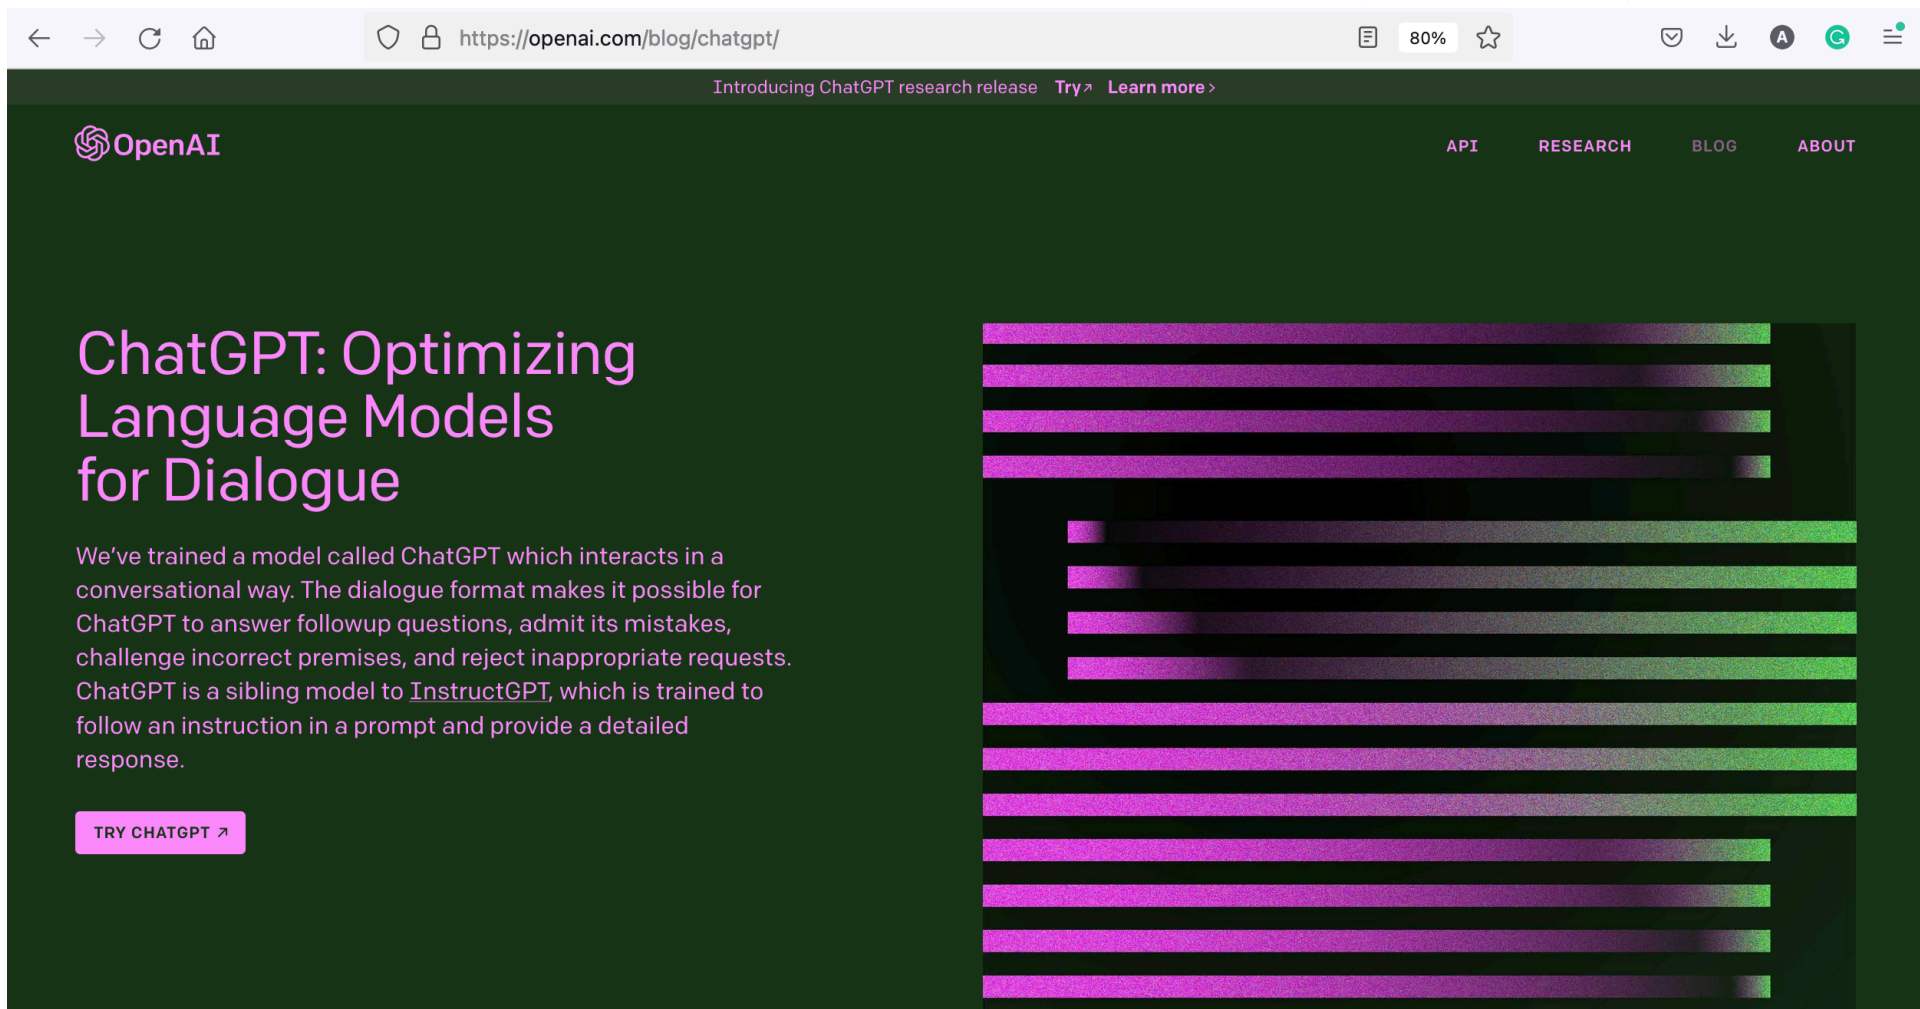 https://openai.com/blog/chatgpt/
80%
A
Introducing ChatGPT research release Try↗ Learn more ›
OpenAI
API RESEARCH BLOG ABOUT
ChatGPT: Optimizing
Language Models
for Dialogue
We’ve trained a model called ChatGPT which interacts in a
conversational way. The dialogue format makes it possible for
ChatGPT to answer followup questions, admit its mistakes,
challenge incorrect premises, and reject inappropriate requests.
ChatGPT is a sibling model to InstructGPT, which is trained to
follow an instruction in a prompt and provide a detailed
response.
TRY CHATGPT ↗